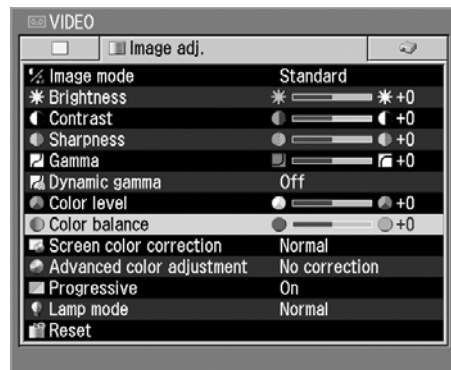 VIDEO
Image adj.
Image mode Standard
Brightness +0
Contrast +0
Sharpness +0
Gamma +0
Dynamic gamma Off
Color level +0
Color balance +0
Screen color correction Normal
Advanced color adjustment No correction
Progressive On
Lamp mode Normal
Reset